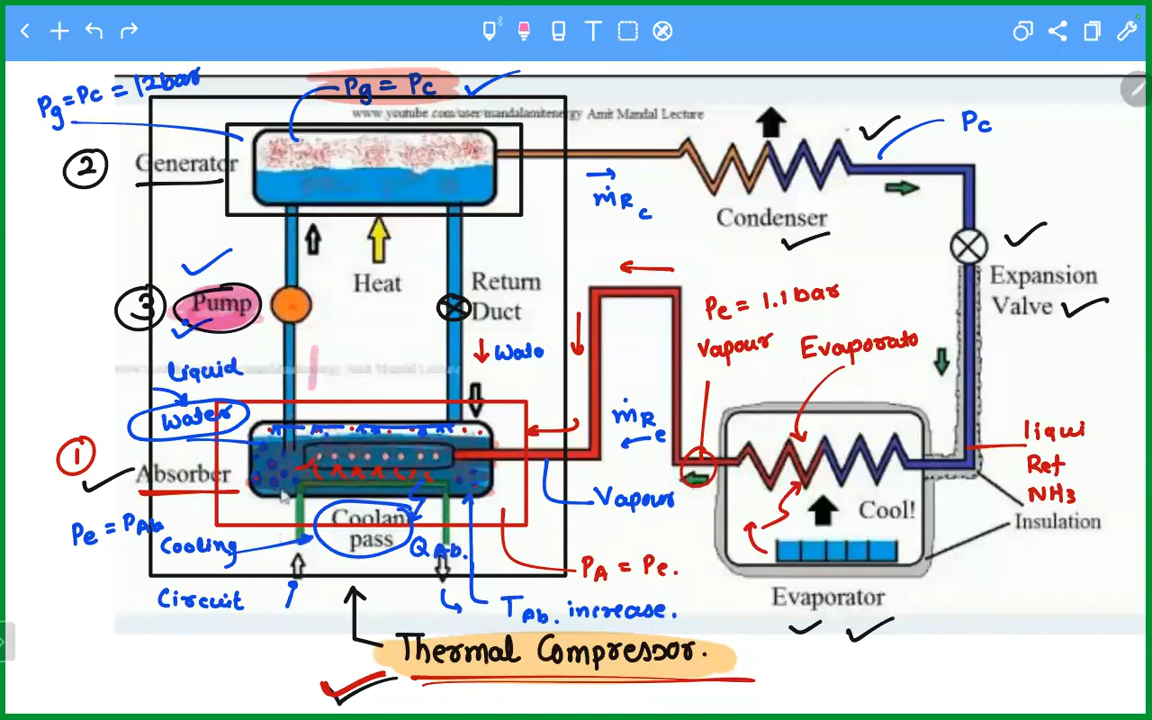 Pg = Pc = 12bar
Pg = Pc
www.youtube.com/user/mandalamitenergy Amit Mandal Lecture
Pc
2
Generator
ṁRc
Condenser
Heat
Return
Duct
Expansion
Valve
3
Pump
Pe = 1.1 bar
Vapour
Evaporato
Wate
Liquid
Water
ṁRe
liqui
Ref
NH3
1
Absorber
Vapour
Cool!
Insulation
Pe = PAb
Cooling
Coolan
pass
QAb.
PA = Pe.
Circuit
TAb. increase.
Evaporator
Thermal Compressor.